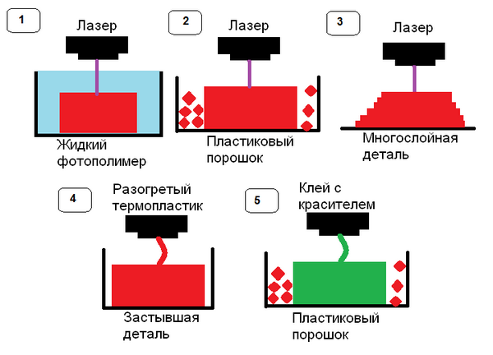 1
Лазер
Жидкий
фотополимер
2
Лазер
Пластиковый
порошок
3
Лазер
Многослойная
деталь
4
Разогретый
термопластик
Застывшая
деталь
5
Клей с
красителем
Пластиковый
порошок